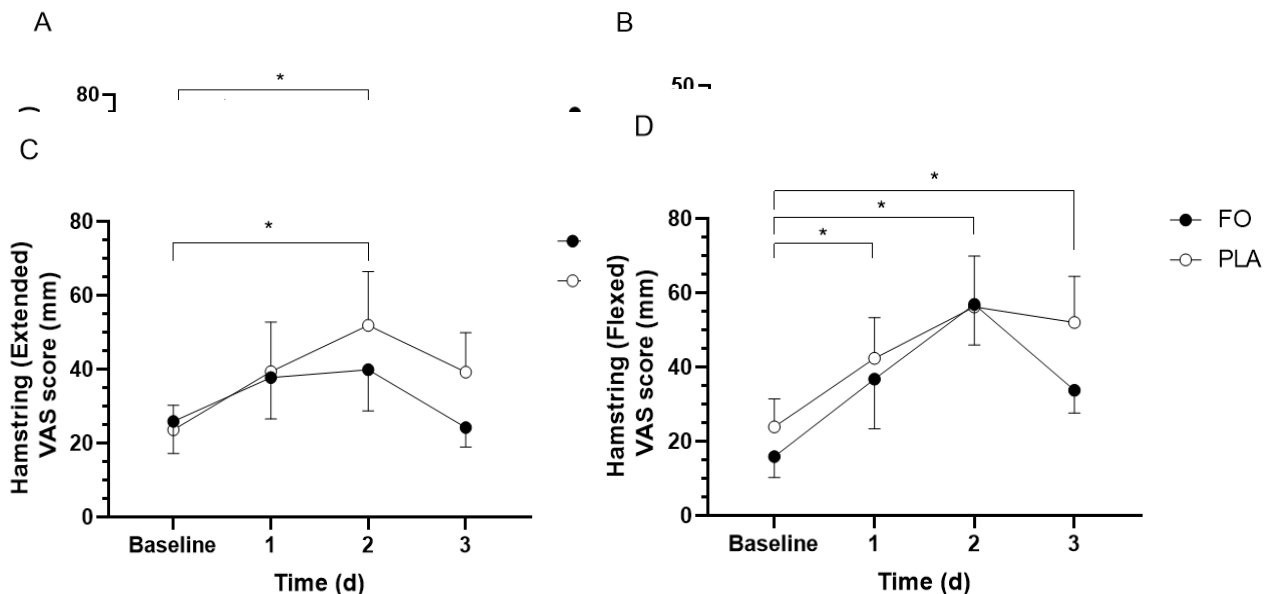 A
B
*
80
50
)
C
D
*
*
*
*
Hamstring (Extended)
VAS score (mm)
80
60
40
20
0
Baseline 1 2 3
Time (d)
Hamstring (Flexed)
VAS score (mm)
80
60
40
20
0
Baseline 1 2 3
Time (d)
FO
PLA